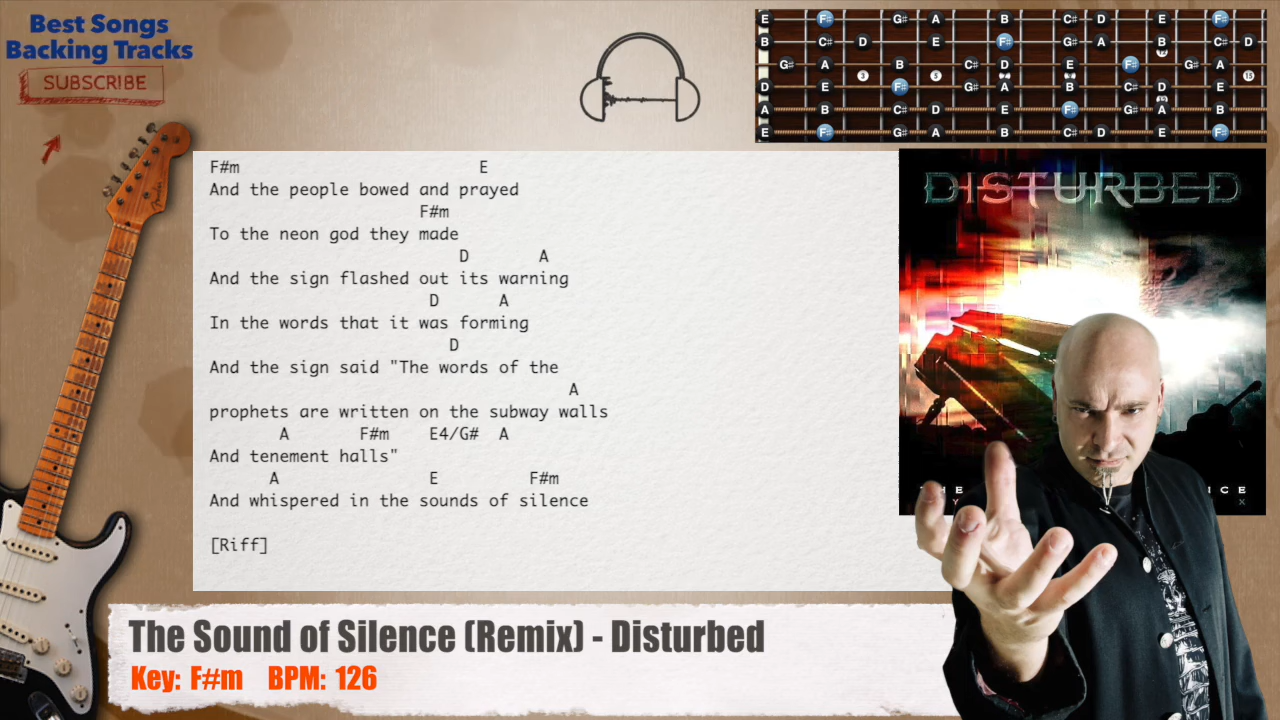 Best Songs
Backing Tracks
SUBSCRIBE
E F# G# A B C# D E F#
B C# D E F# G# A B C# D
G# A B C# D E F# G# A
3 5 15
D E F# G# A B C# D E
A B C# D E F# G# A B
E F# G# A B C# D E F#
F#m E
And the people bowed and prayed
F#m
To the neon god they made
D A
And the sign flashed out its warning
D A
In the words that it was forming
D
And the sign said "The words of the
A
prophets are written on the subway walls
A F#m E4/G# A
And tenement halls"
A E F#m
And whispered in the sounds of silence
[Riff]
DISTURBED
The Sound of Silence (Remix) - Disturbed
Key: F#m BPM: 126